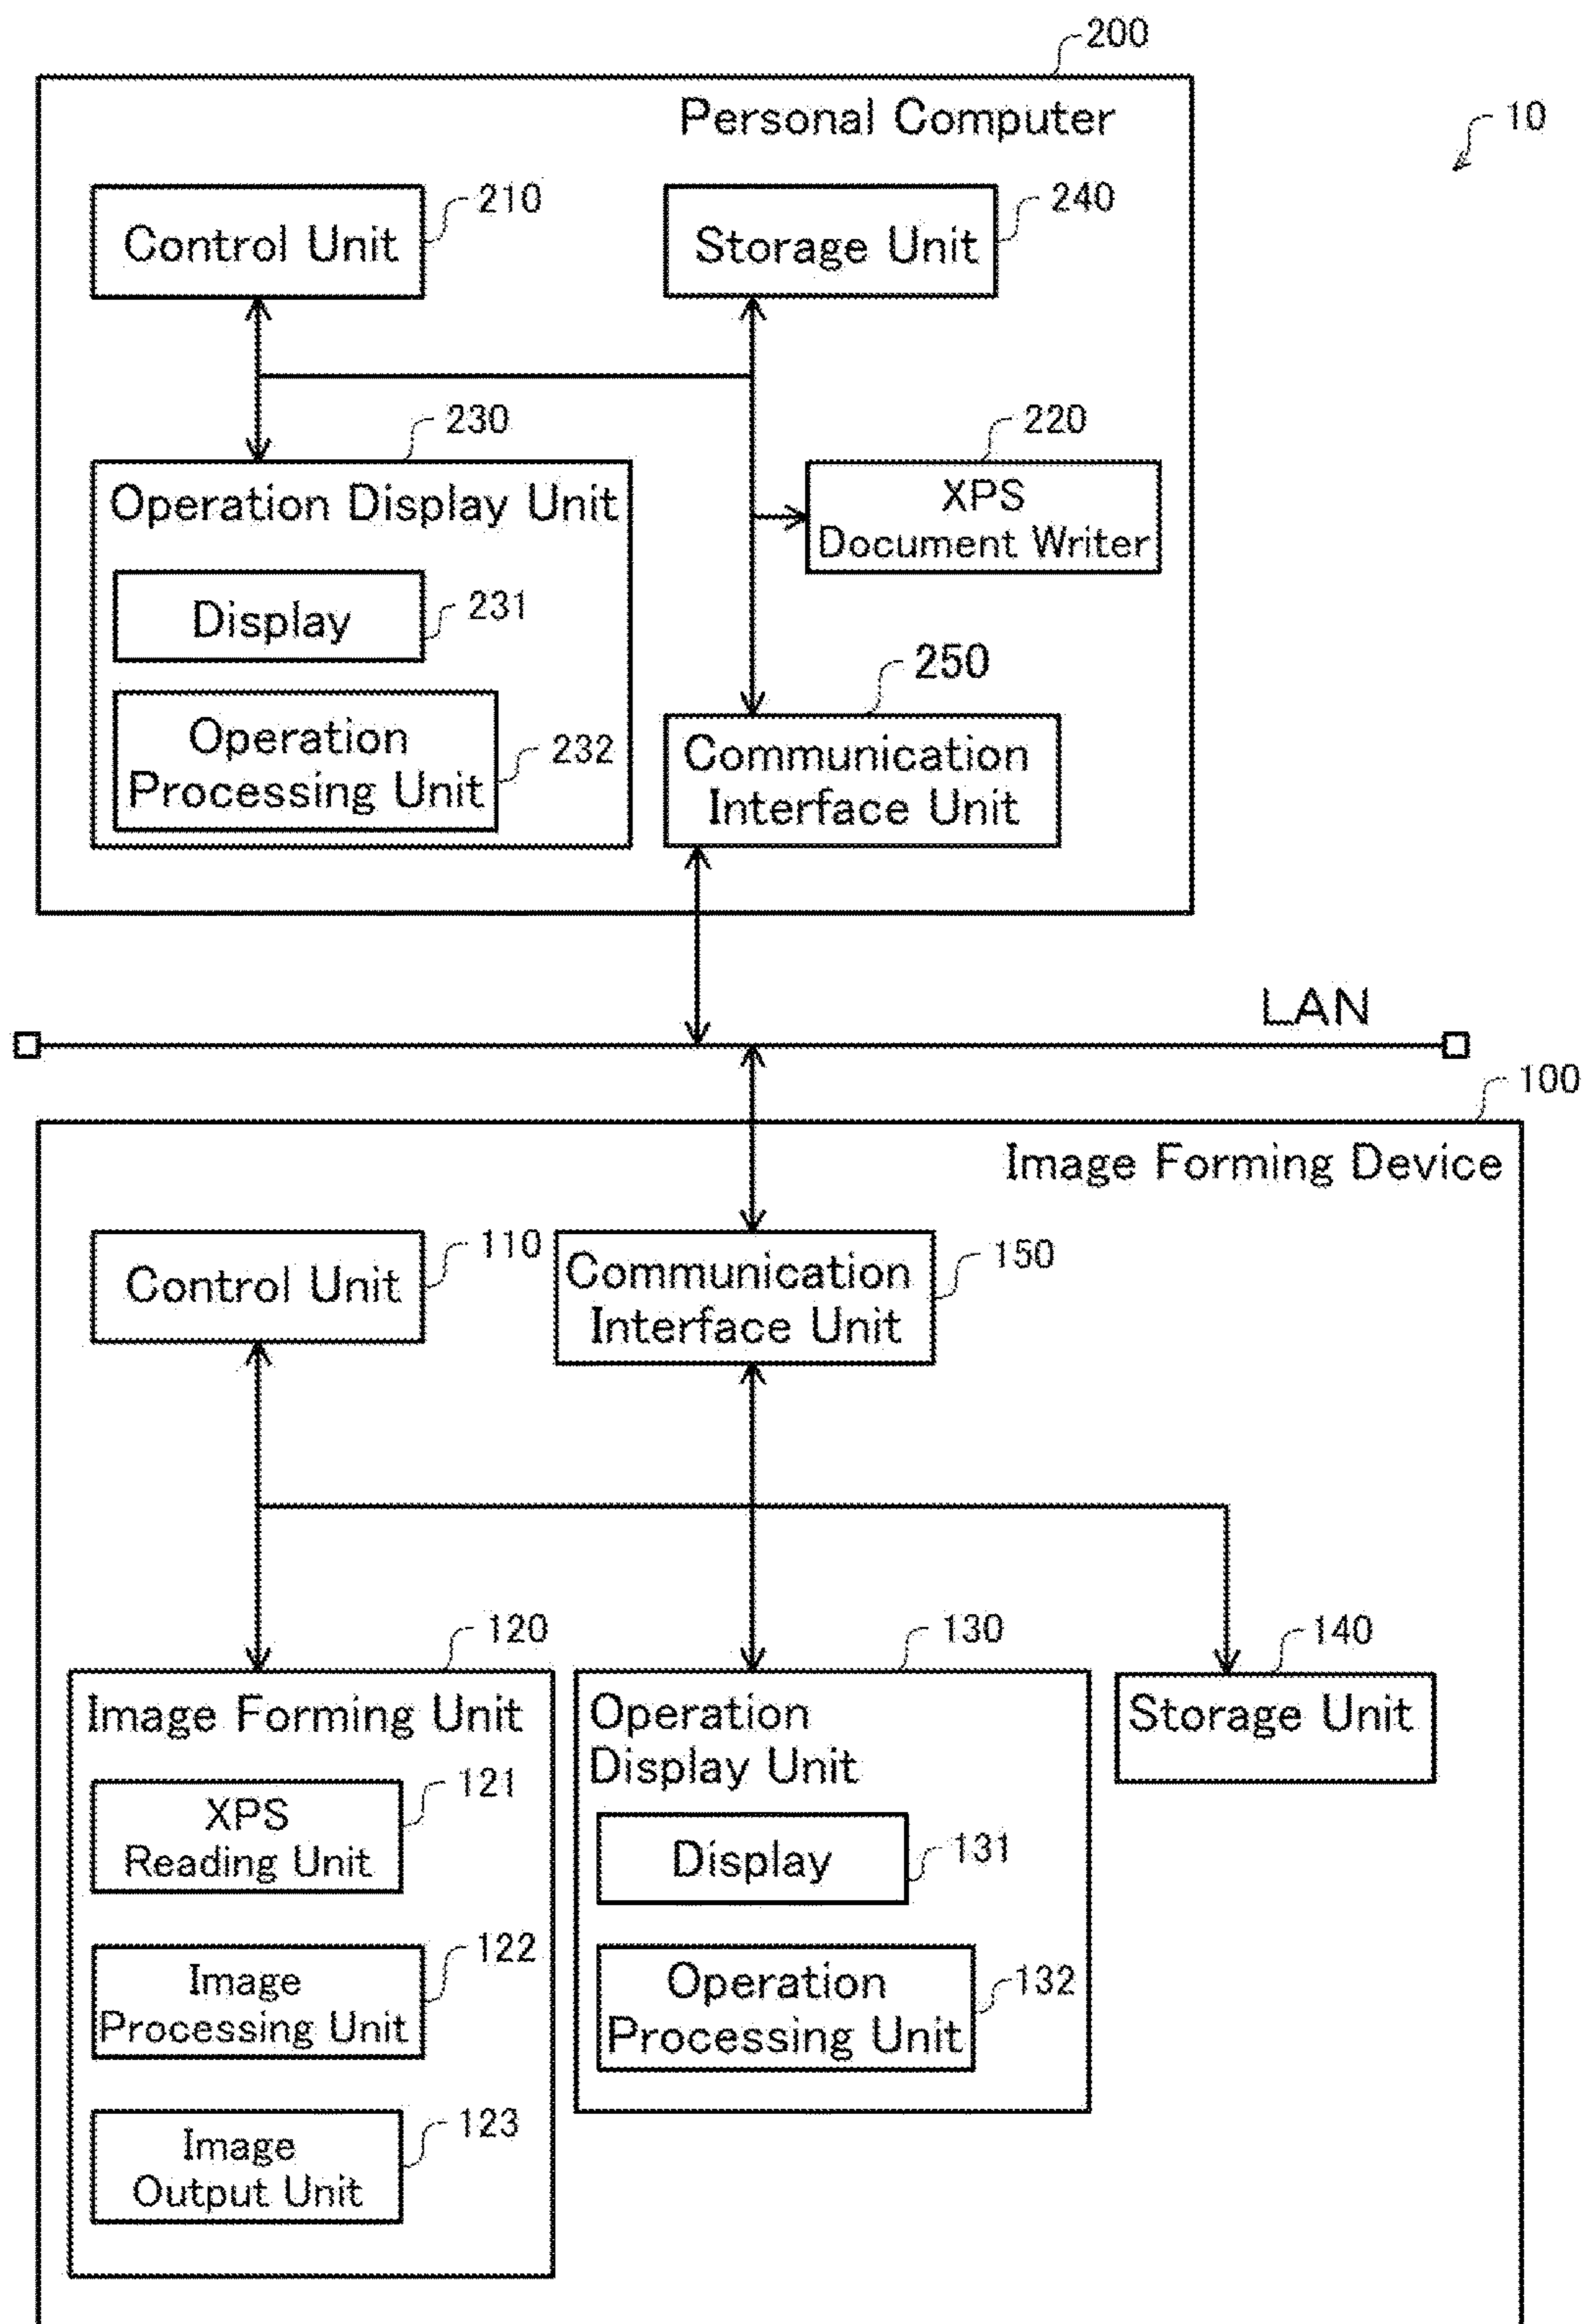 200
Personal Computer
10
210
240
Control Unit
Storage Unit
230
220
Operation Display Unit
XPS
Document Writer
231
Display
250
Operation
Processing Unit
232
Communication
Interface Unit
LAN
100
Image Forming Device
110
150
Control Unit
Communication
Interface Unit
120
130
140
Image Forming Unit
Operation
Display Unit
Storage Unit
121
XPS
Reading Unit
131
Display
122
Image
Processing Unit
132
Operation
Processing Unit
123
Image
Output Unit